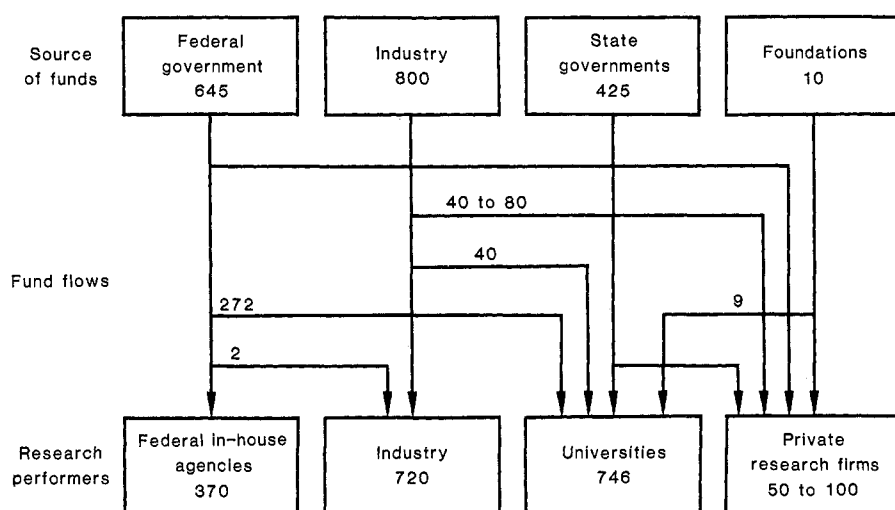 Source
of funds
Federal
government
645
Industry
800
State
governments
425
Foundations
10
Fund flows
40 to 80
40
272
9
2
Research
performers
Federal in-house
agencies
370
Industry
720
Universities
746
Private
research firms
50 to 100